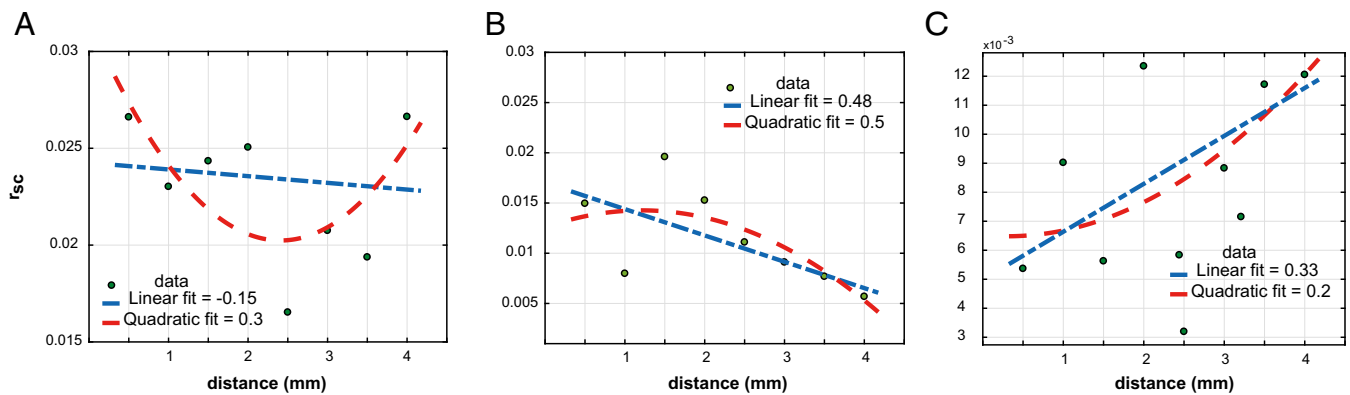 A
0.03
0.025
0.02
0.015
r_sc
data
Linear fit = -0.15
Quadratic fit = 0.3
1
2
3
4
distance (mm)
B
0.03
0.025
0.02
0.015
0.01
0.005
data
Linear fit = 0.48
Quadratic fit = 0.5
1
2
3
4
distance (mm)
C
x10⁻³
12
11
10
9
8
7
6
5
4
3
data
Linear fit = 0.33
Quadratic fit = 0.2
1
2
3
4
distance (mm)